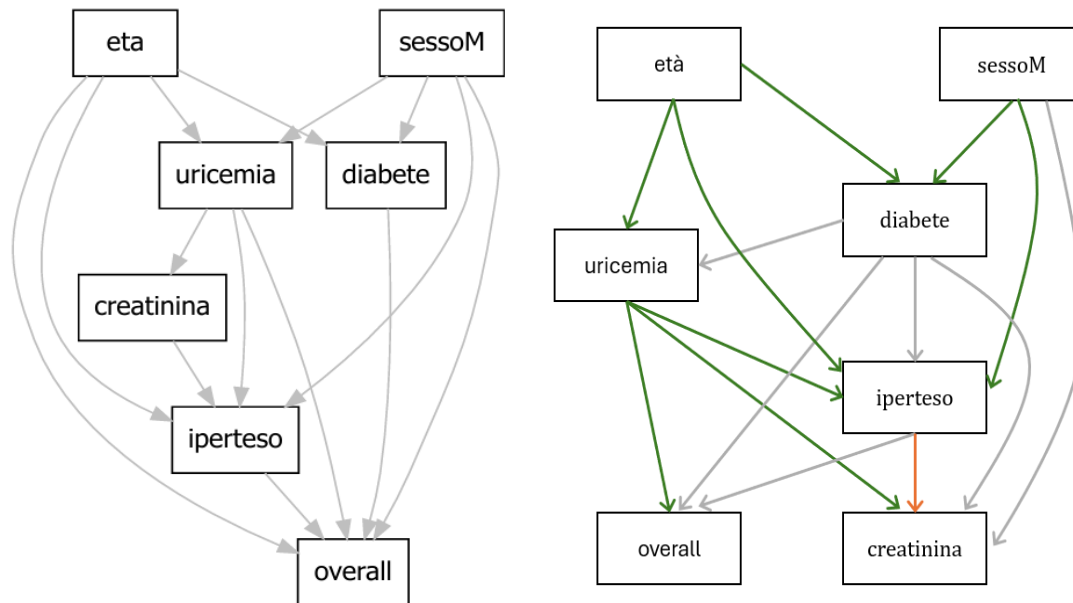 eta
sessoM
uricemia
diabete
creatinina
iperteso
overall
età
sessoM
diabete
uricemia
iperteso
overall
creatinina